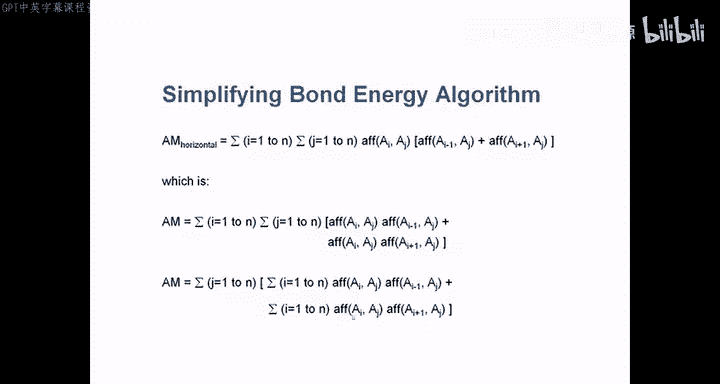 GPT中英字幕课程资源
bilibili
Simplifying Bond Energy Algorithm
AMhorizontal = Σ (i=1 to n) Σ (j=1 to n) aff(Ai, Aj) [aff(Ai-1, Aj) + aff(Ai+1, Aj) ]
which is:
AM = Σ (i=1 to n) Σ (j=1 to n) [aff(Ai, Aj) aff(Ai-1, Aj) +
aff(Ai, Aj) aff(Ai+1, Aj) ]
AM = Σ (j=1 to n) [ Σ (i=1 to n) aff(Ai, Aj) aff(Ai-1, Aj) +
Σ (i=1 to n) aff(Ai, Aj) aff(Ai+1, Aj) ]